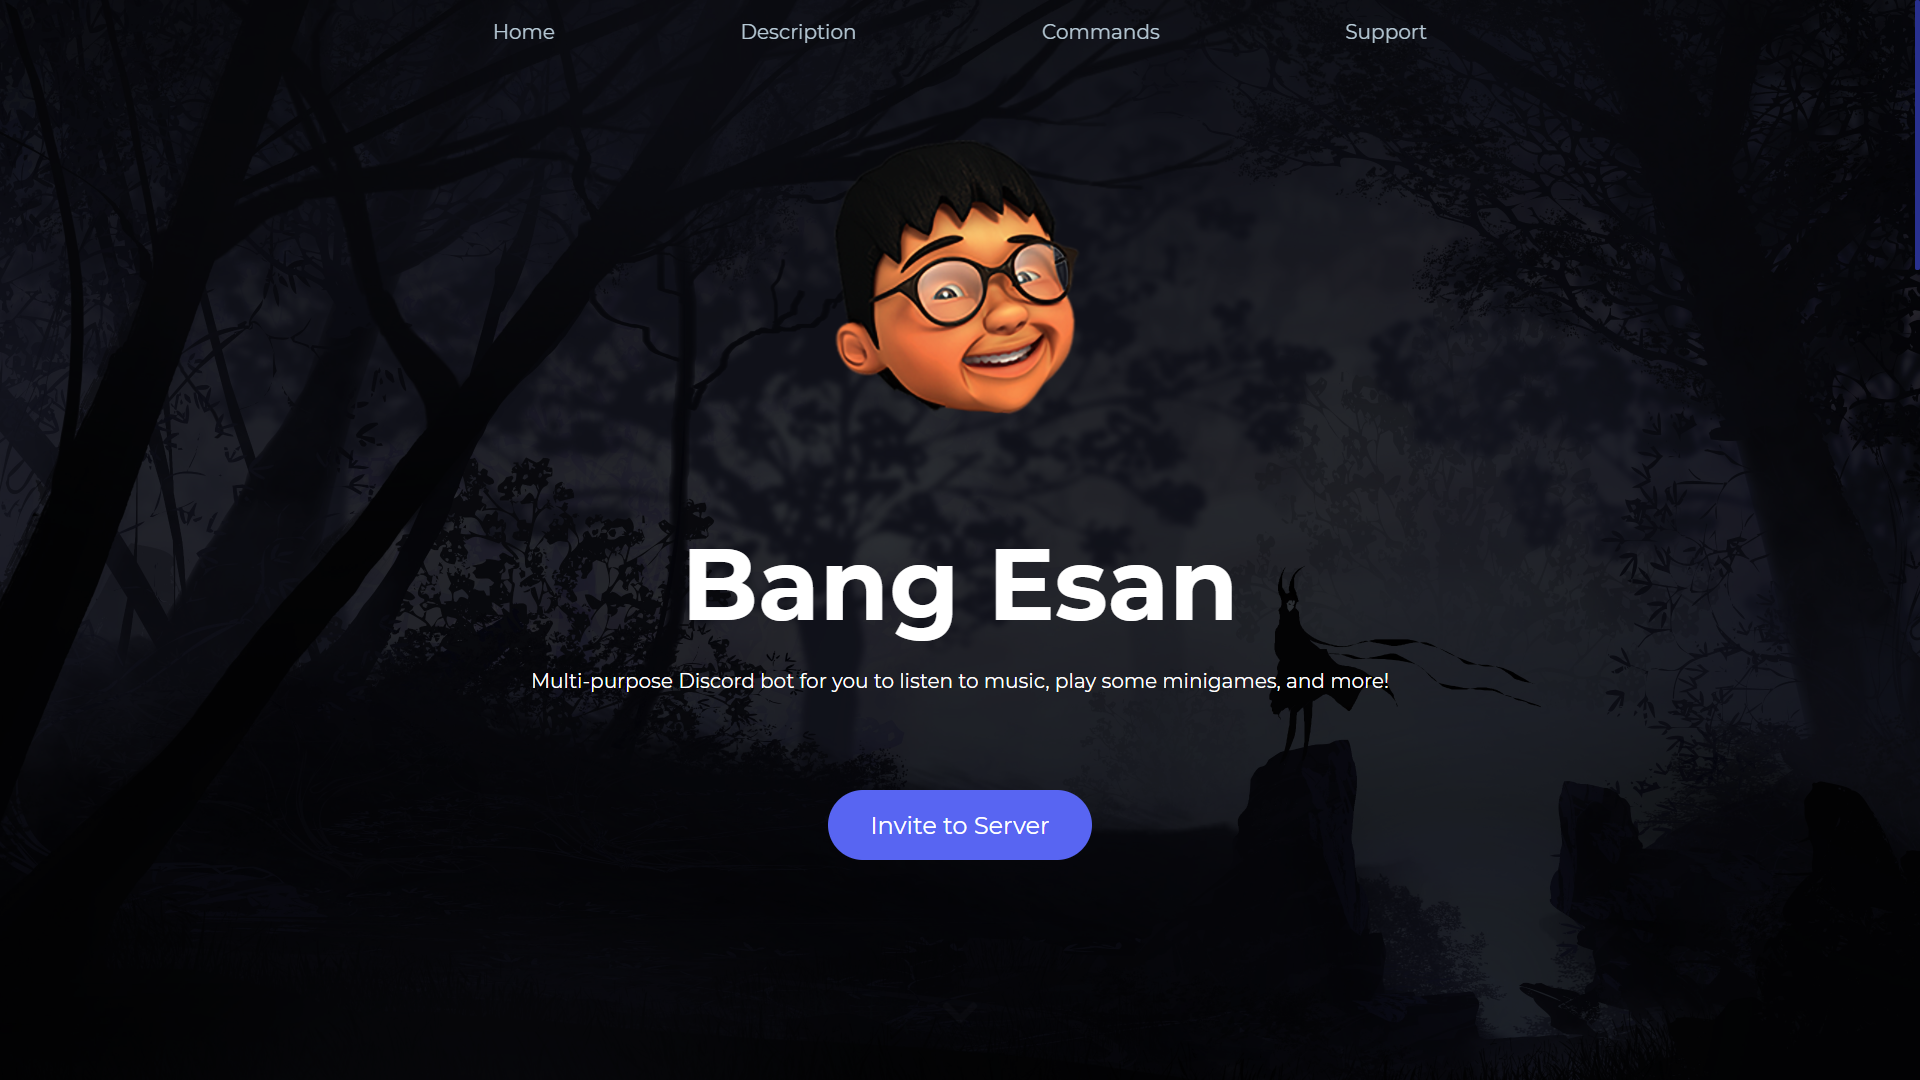 Home Description Commands Support
Bang Esan
Multi-purpose Discord bot for you to listen to music, play some minigames, and more!
Invite to Server